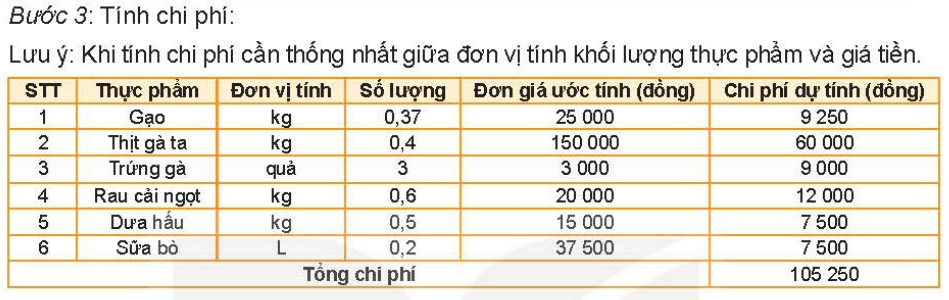 Bước 3: Tính chi phí:
Lưu ý: Khi tính chi phí cần thống nhất giữa đơn vị tính khối lượng thực phẩm và giá tiền.
STT Thực phẩm Đơn vị tính Số lượng Đơn giá ước tính (đồng) Chi phí dự tính (đồng)
1 Gạo kg 0,37 25 000 9 250
2 Thịt gà ta kg 0,4 150 000 60 000
3 Trứng gà quả 3 3 000 9 000
4 Rau cải ngọt kg 0,6 20 000 12 000
5 Dưa hấu kg 0,5 15 000 7 500
6 Sữa bò L 0,2 37 500 7 500
Tổng chi phí 105 250